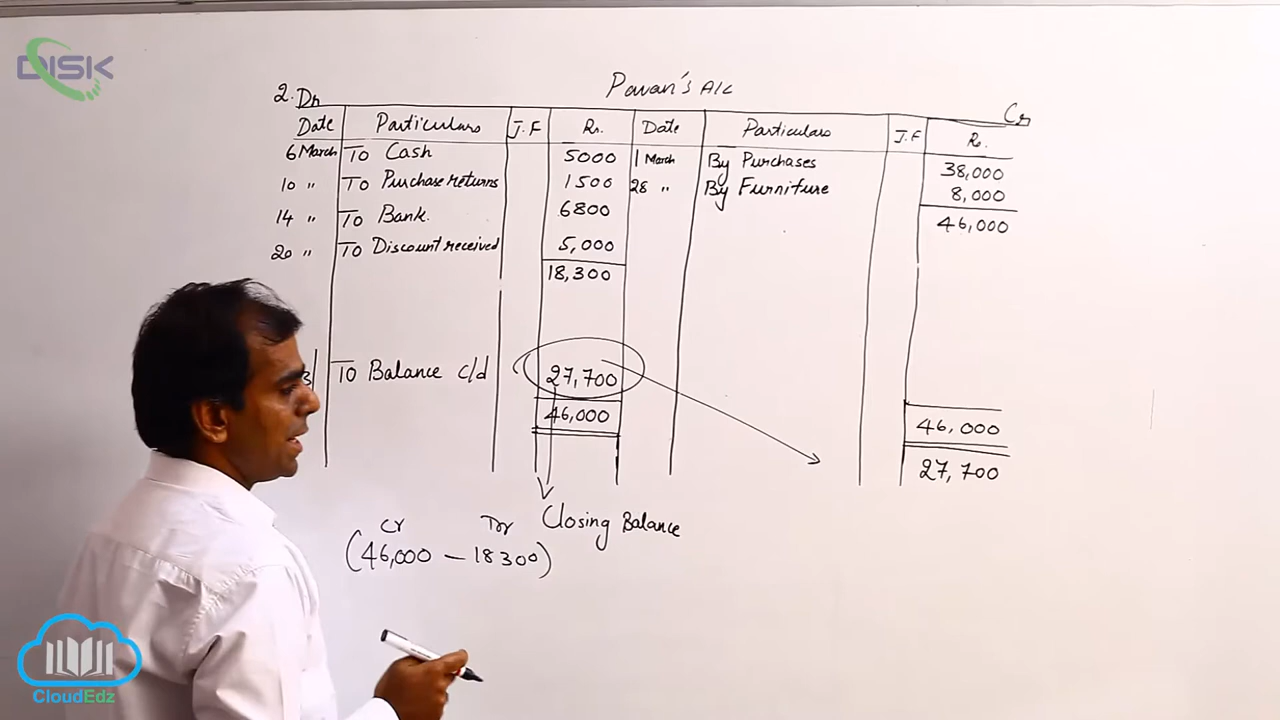 DISK
Pavan's A/c
2. Dr
Cr
Date Particulars J.F Rs. Date Particulars J.F Rs.
6 March To Cash 5000 1 March By Purchases 38,000
10 " To Purchase returns 1500 28 " By Furniture 8,000
14 " To Bank. 6800 46,000
20 " To Discount received 5,000
18,300
31 To Balance c/d 27,700
46,000 46,000
27,700
Closing Balance
Cr Dr
(46,000 — 18300)
CloudEdz